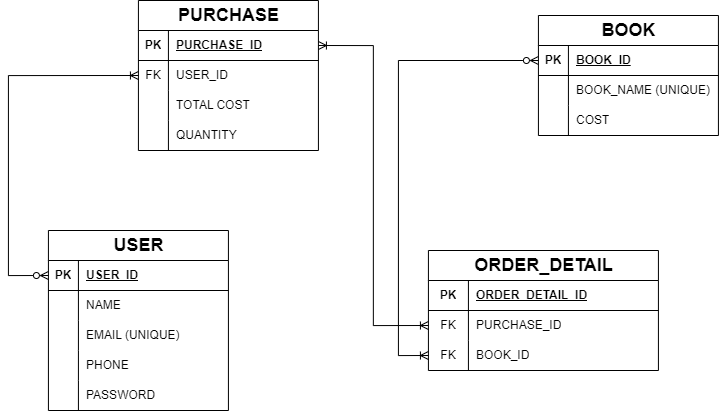 PURCHASE
PK PURCHASE_ID
FK USER_ID
TOTAL COST
QUANTITY
BOOK
PK BOOK_ID
BOOK_NAME (UNIQUE)
COST
USER
PK USER_ID
NAME
EMAIL (UNIQUE)
PHONE
PASSWORD
ORDER_DETAIL
PK ORDER_DETAIL_ID
FK PURCHASE_ID
FK BOOK_ID